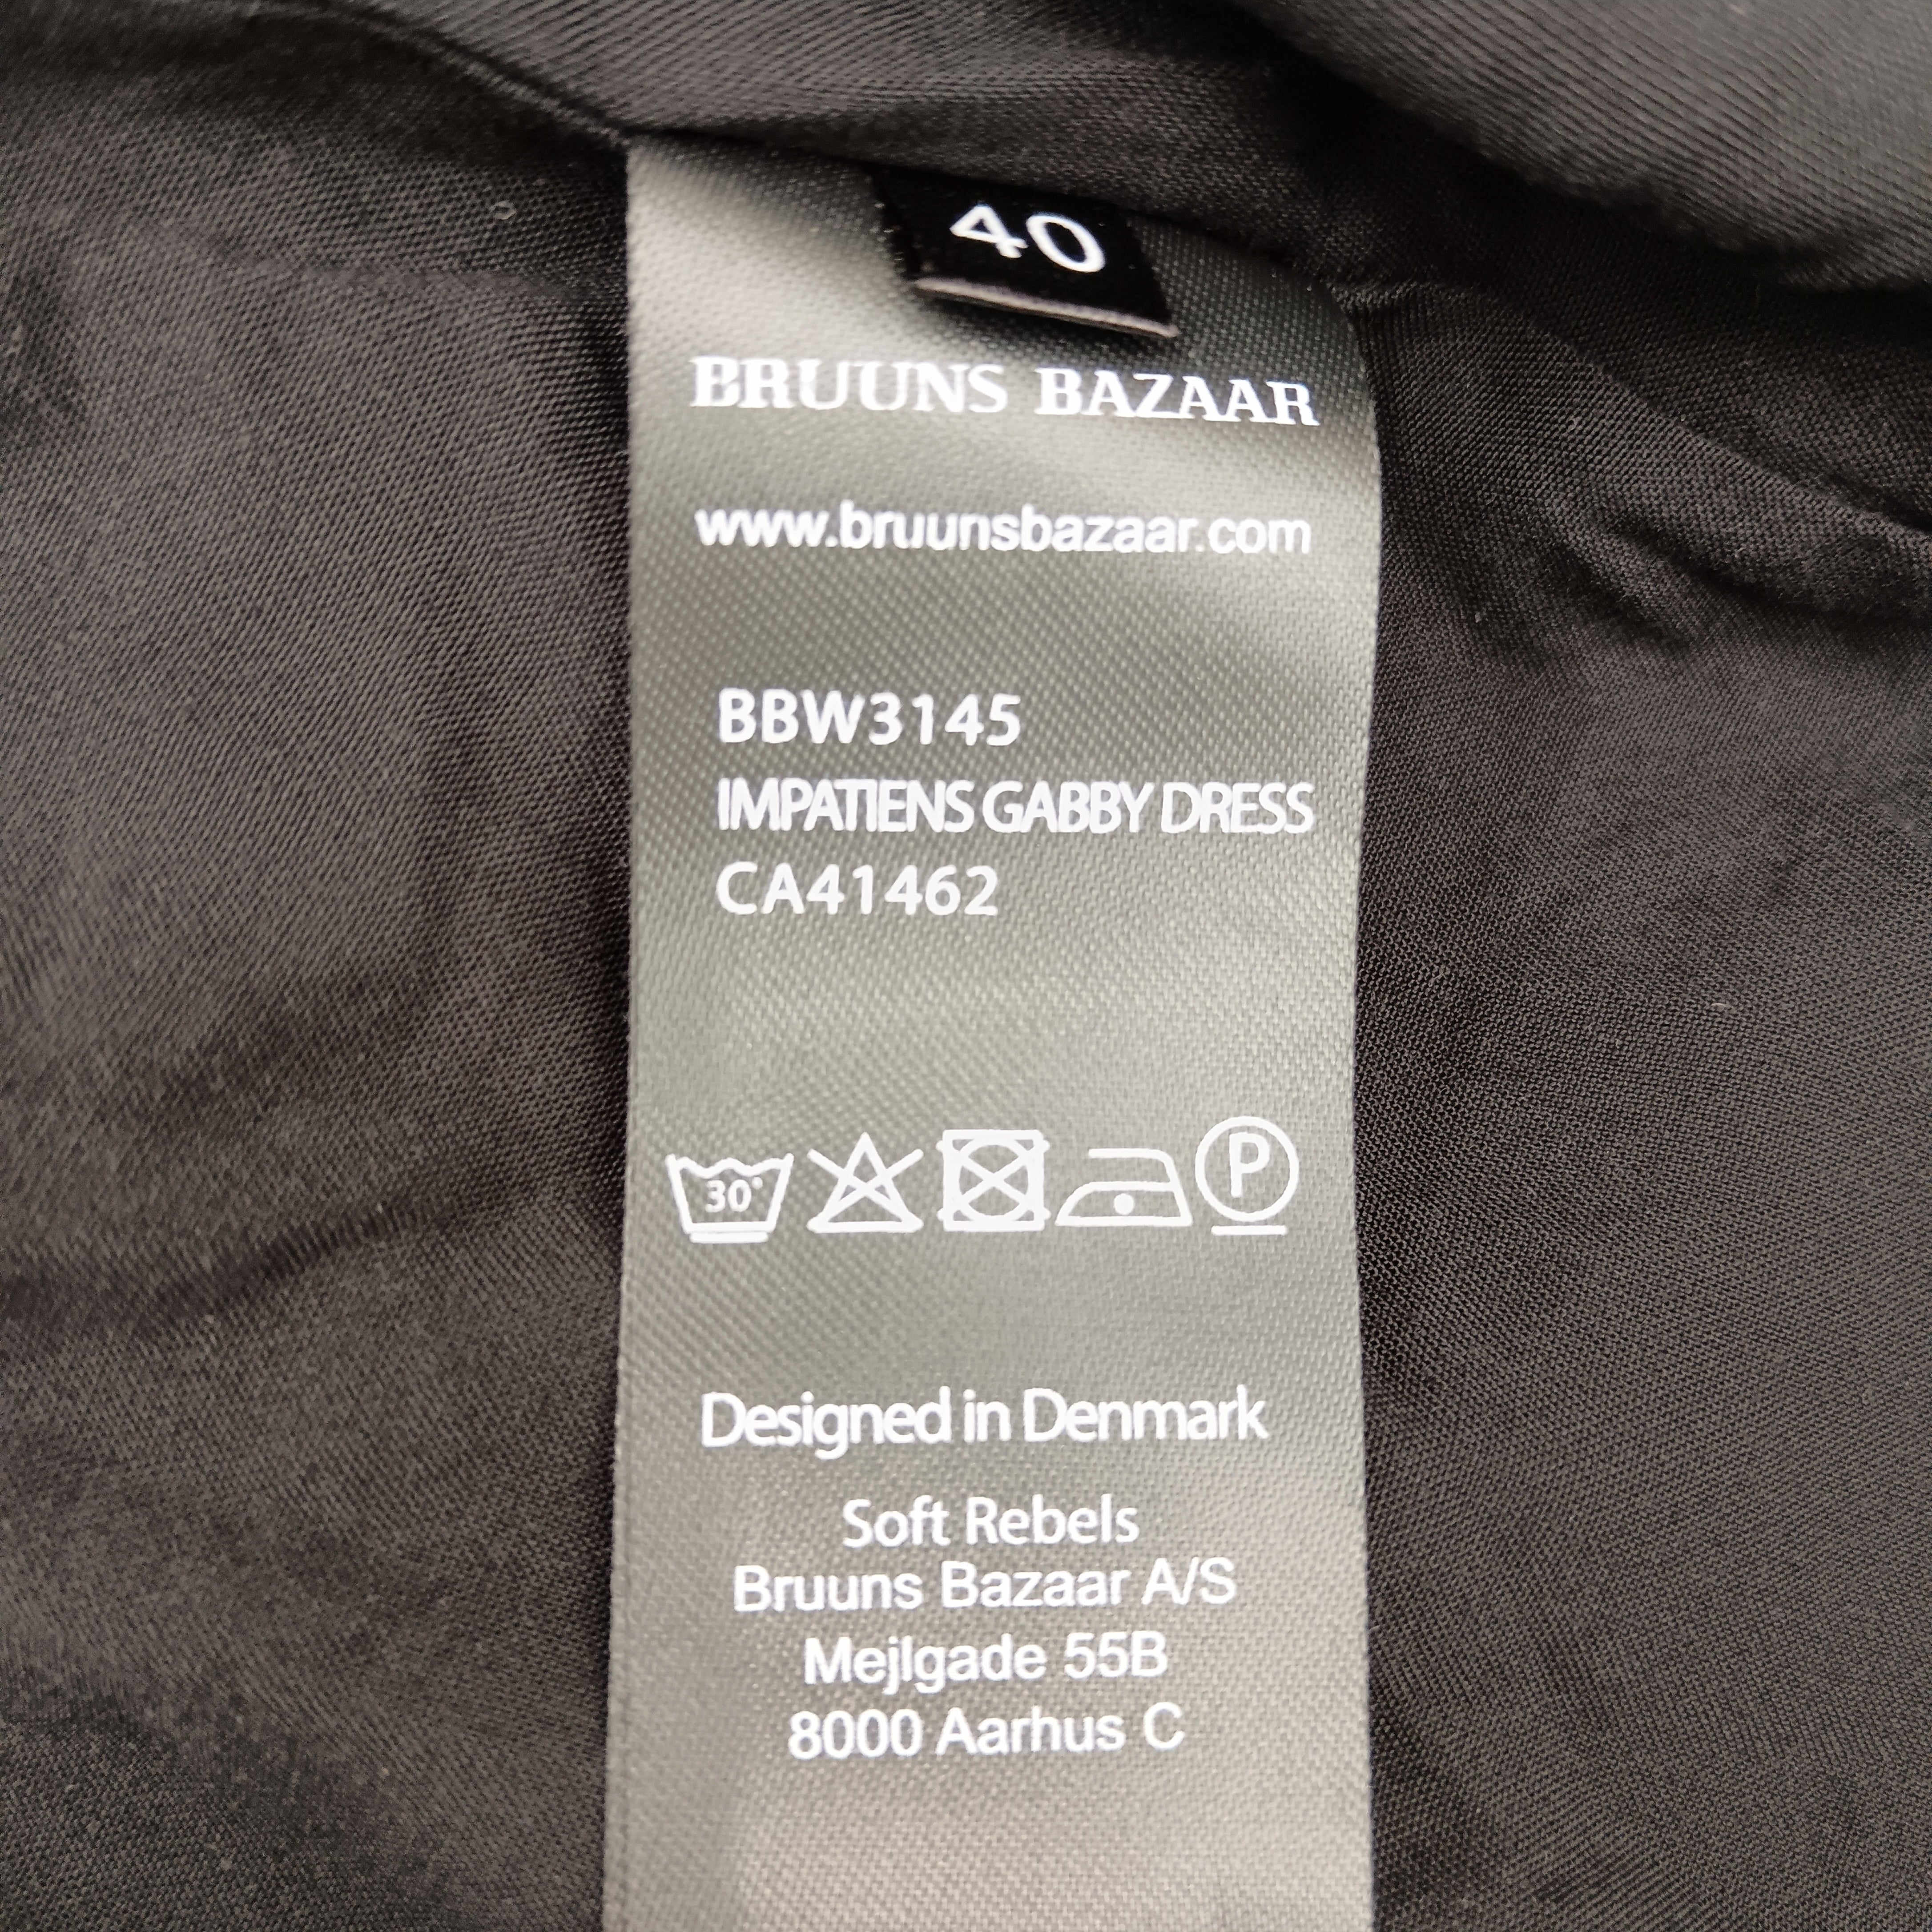 40
BRUUNS BAZAAR
www.bruunsbazaar.com
BBW3145
IMPATIENS GABBY DRESS
CA41462
30°
P
Designed in Denmark
Soft Rebels
Bruuns Bazaar A/S
Mejlgade 55B
8000 Aarhus C